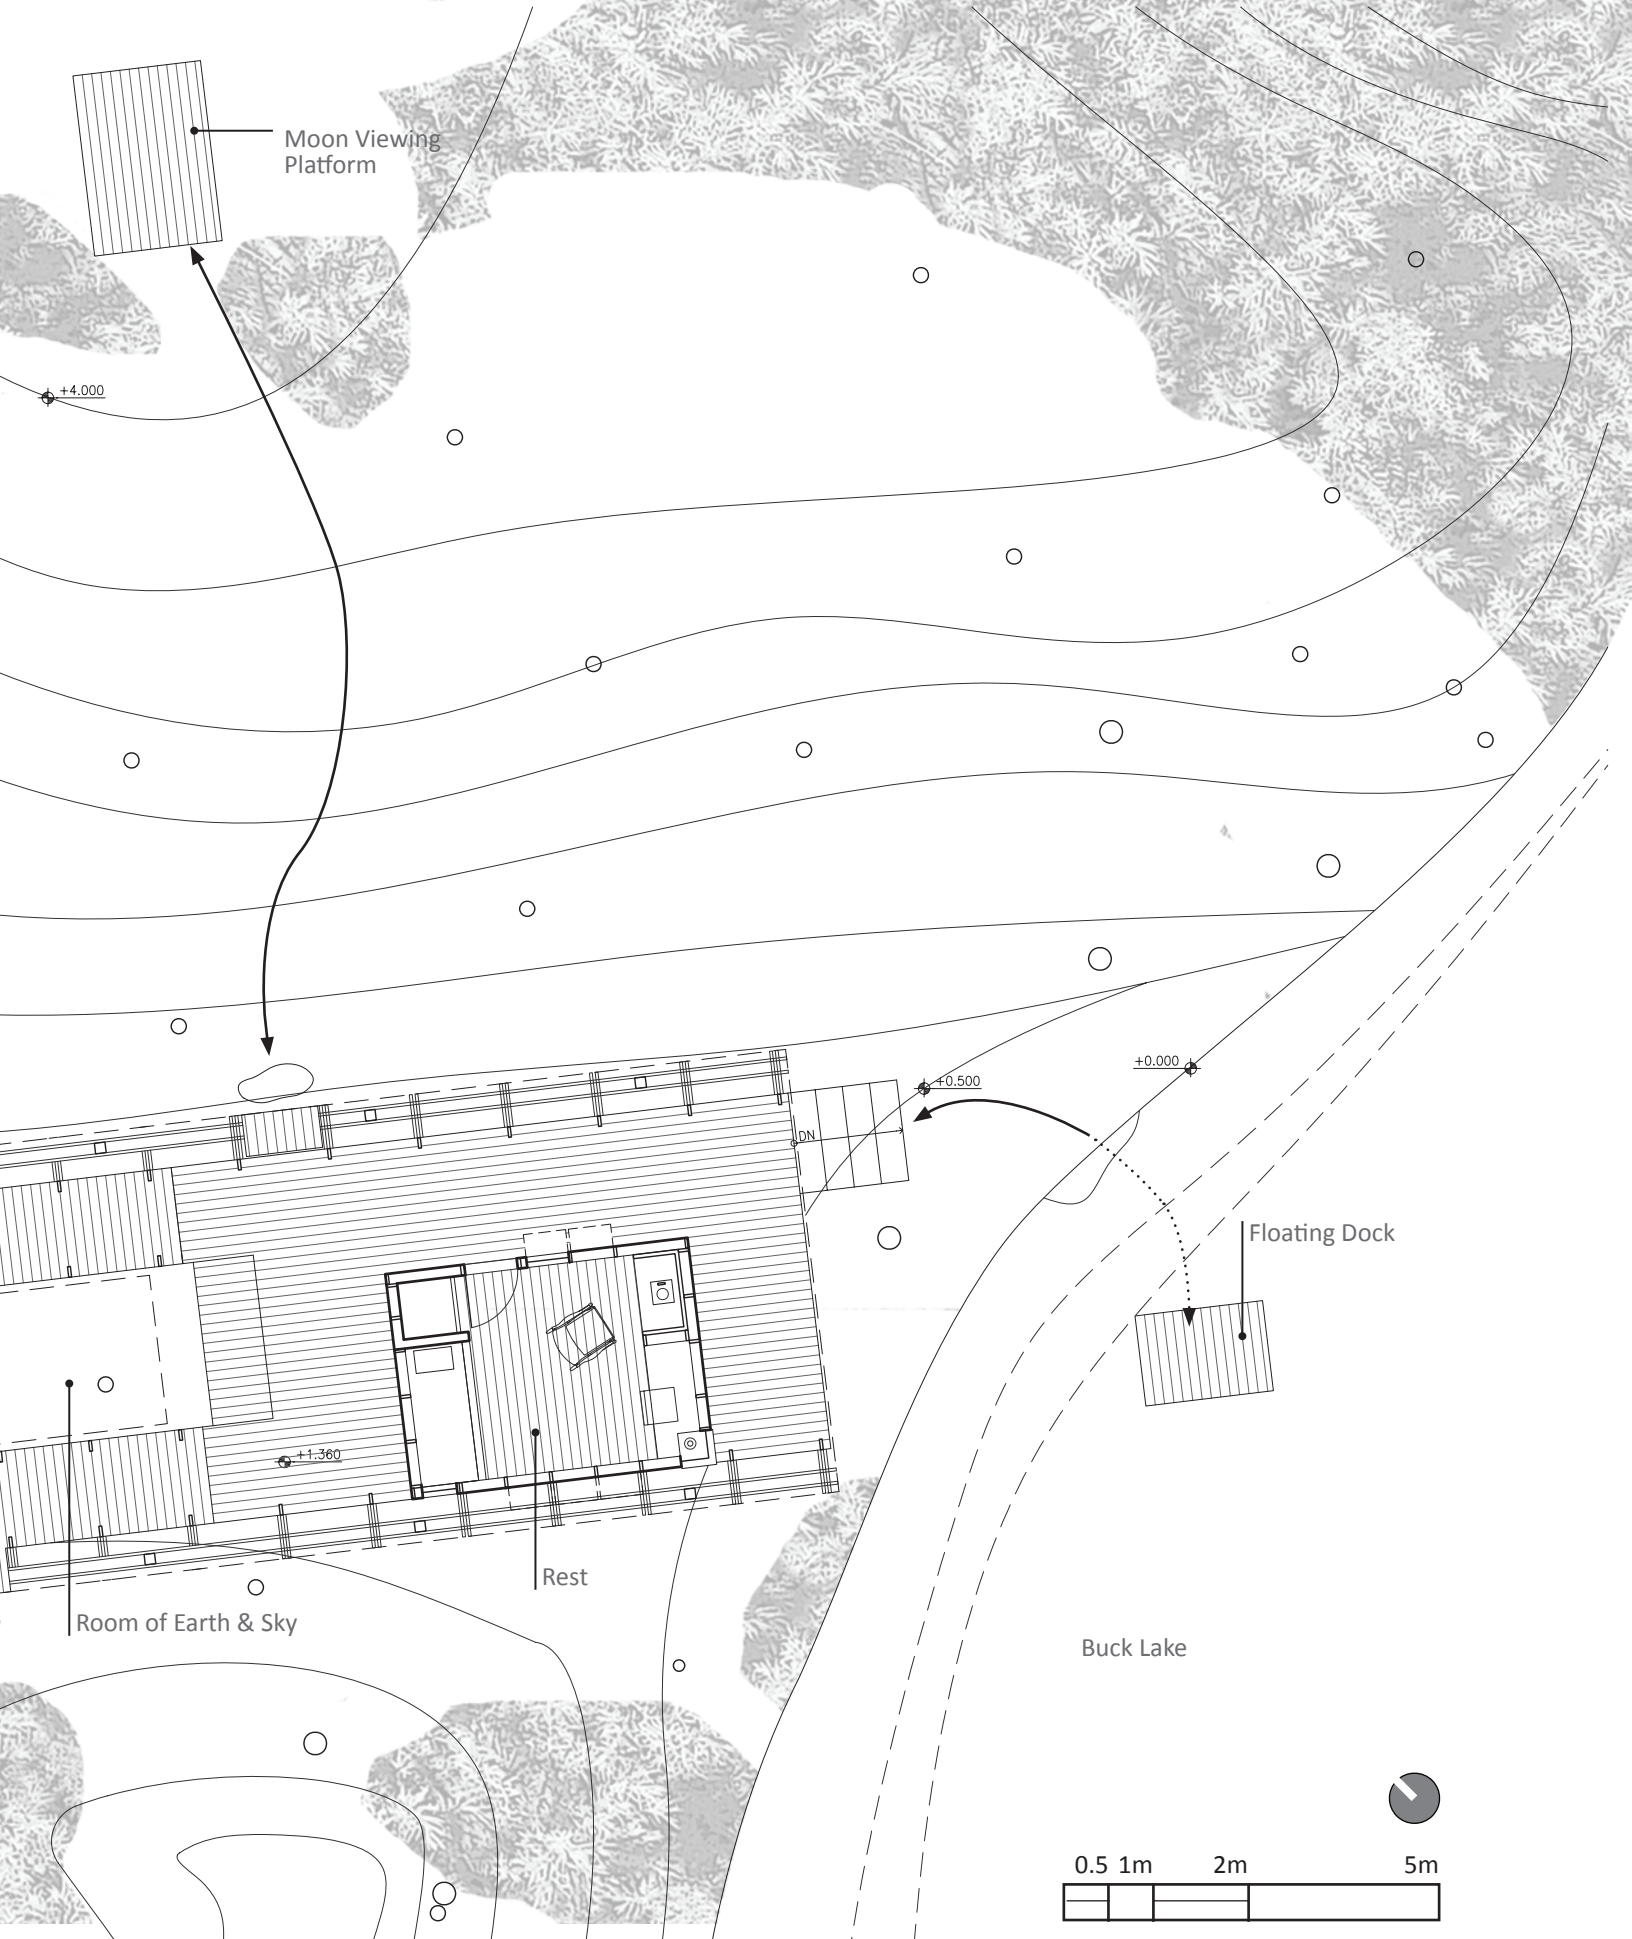 Moon Viewing
Platform
+4.000
+0.000
+0.500
DN
Floating Dock
+1.360
Rest
Room of Earth & Sky
Buck Lake
0.5 1m 2m 5m